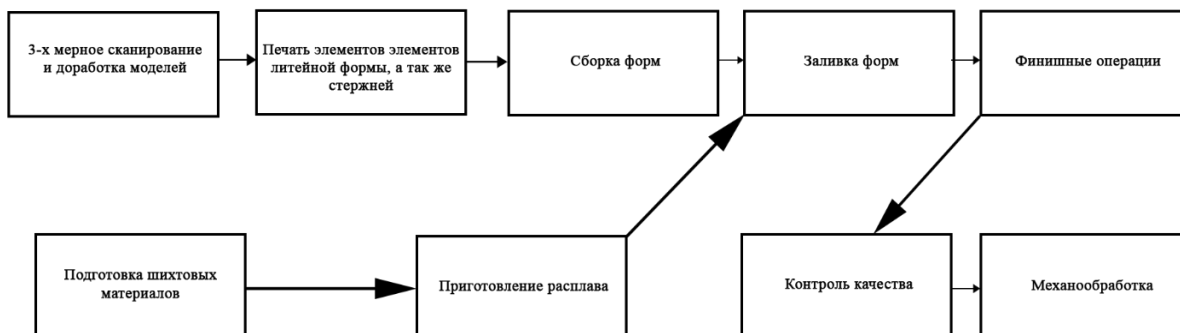 3-х мерное сканирование
и доработка моделей
Печать элементов элементов
литейной формы, а так же
стержней
Сборка форм
Заливка форм
Финишные операции
Подготовка шихтовых
материалов
Приготовление расплава
Контроль качества
Механообработка